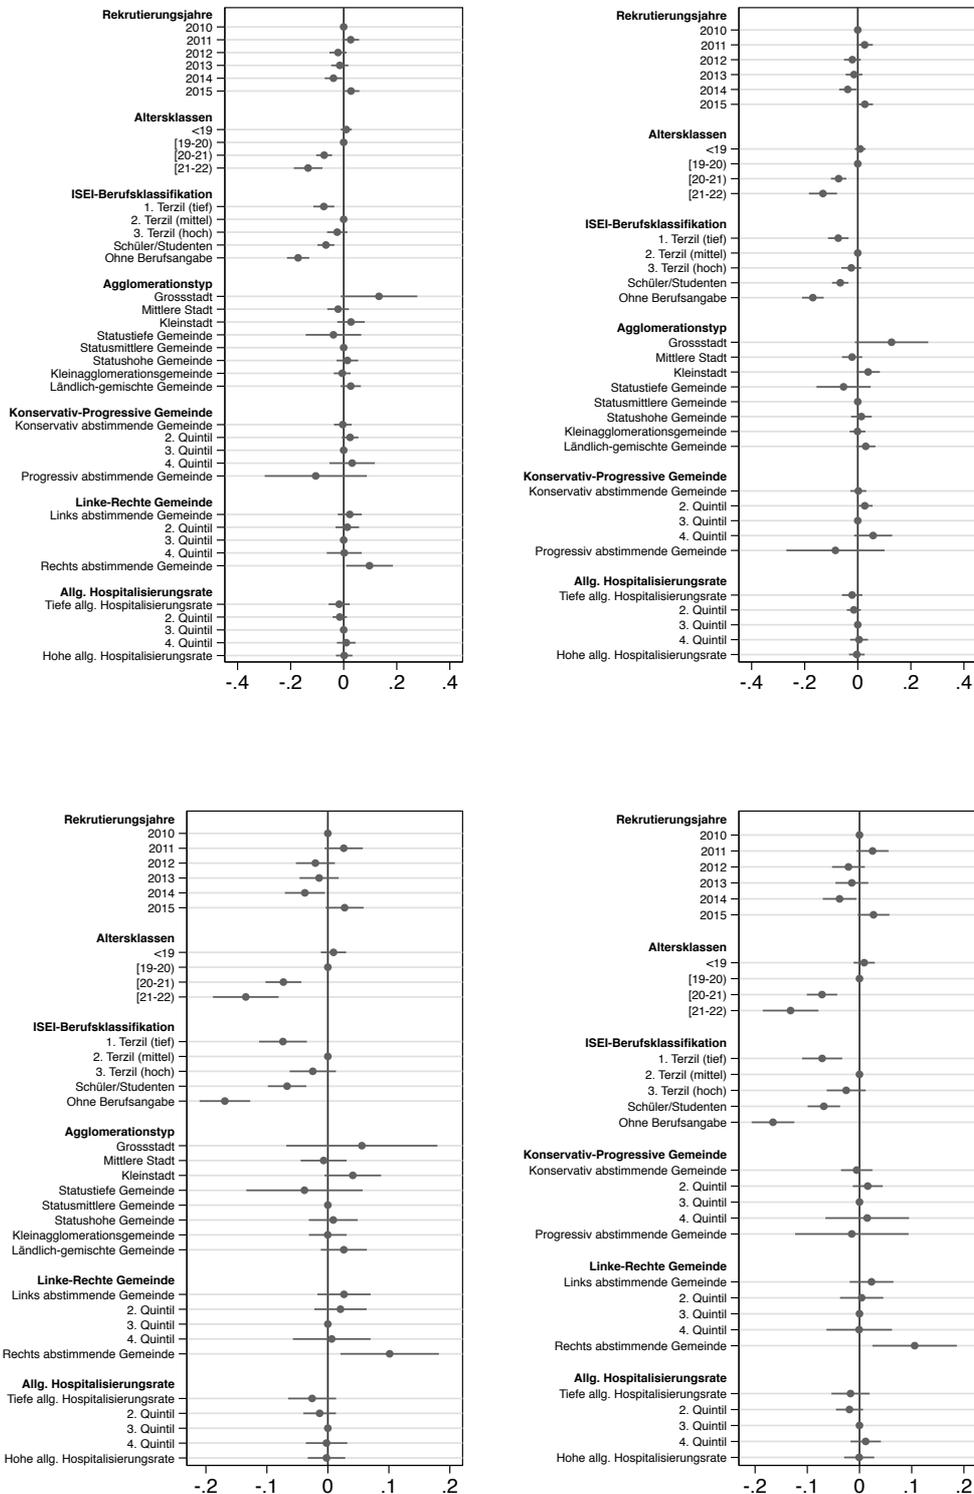 Rekrutierungsjahre
2010
2011
2012
2013
2014
2015
Altersklassen
<19
[19-20)
[20-21)
[21-22)
ISEI-Berufsklassifikation
1. Terzil (tief)
2. Terzil (mittel)
3. Terzil (hoch)
Schüler/Studenten
Ohne Berufsangabe
Agglomerationstyp
Grossstadt
Mittlere Stadt
Kleinstadt
Statustiefe Gemeinde
Statusmittlere Gemeinde
Statushohe Gemeinde
Kleinagglomerationsgemeinde
Ländlich-gemischte Gemeinde
Konservativ-Progressive Gemeinde
Konservativ abstimmende Gemeinde
2. Quintil
3. Quintil
4. Quintil
Progressiv abstimmende Gemeinde
Linke-Rechte Gemeinde
Links abstimmende Gemeinde
2. Quintil
3. Quintil
4. Quintil
Rechts abstimmende Gemeinde
Allg. Hospitalisierungsrate
Tiefe allg. Hospitalisierungsrate
2. Quintil
3. Quintil
4. Quintil
Hohe allg. Hospitalisierungsrate
-.4 -.2 0 .2 .4
Rekrutierungsjahre
2010
2011
2012
2013
2014
2015
Altersklassen
<19
[19-20)
[20-21)
[21-22)
ISEI-Berufsklassifikation
1. Terzil (tief)
2. Terzil (mittel)
3. Terzil (hoch)
Schüler/Studenten
Ohne Berufsangabe
Agglomerationstyp
Grossstadt
Mittlere Stadt
Kleinstadt
Statustiefe Gemeinde
Statusmittlere Gemeinde
Statushohe Gemeinde
Kleinagglomerationsgemeinde
Ländlich-gemischte Gemeinde
Konservativ-Progressive Gemeinde
Konservativ abstimmende Gemeinde
2. Quintil
3. Quintil
4. Quintil
Progressiv abstimmende Gemeinde
Allg. Hospitalisierungsrate
Tiefe allg. Hospitalisierungsrate
2. Quintil
3. Quintil
4. Quintil
Hohe allg. Hospitalisierungsrate
-.4 -.2 0 .2 .4
Rekrutierungsjahre
2010
2011
2012
2013
2014
2015
Altersklassen
<19
[19-20)
[20-21)
[21-22)
ISEI-Berufsklassifikation
1. Terzil (tief)
2. Terzil (mittel)
3. Terzil (hoch)
Schüler/Studenten
Ohne Berufsangabe
Agglomerationstyp
Grossstadt
Mittlere Stadt
Kleinstadt
Statustiefe Gemeinde
Statusmittlere Gemeinde
Statushohe Gemeinde
Kleinagglomerationsgemeinde
Ländlich-gemischte Gemeinde
Linke-Rechte Gemeinde
Links abstimmende Gemeinde
2. Quintil
3. Quintil
4. Quintil
Rechts abstimmende Gemeinde
Allg. Hospitalisierungsrate
Tiefe allg. Hospitalisierungsrate
2. Quintil
3. Quintil
4. Quintil
Hohe allg. Hospitalisierungsrate
-.2 -.1 0 .1 .2
Rekrutierungsjahre
2010
2011
2012
2013
2014
2015
Altersklassen
<19
[19-20)
[20-21)
[21-22)
ISEI-Berufsklassifikation
1. Terzil (tief)
2. Terzil (mittel)
3. Terzil (hoch)
Schüler/Studenten
Ohne Berufsangabe
Konservativ-Progressive Gemeinde
Konservativ abstimmende Gemeinde
2. Quintil
3. Quintil
4. Quintil
Progressiv abstimmende Gemeinde
Linke-Rechte Gemeinde
Links abstimmende Gemeinde
2. Quintil
3. Quintil
4. Quintil
Rechts abstimmende Gemeinde
Allg. Hospitalisierungsrate
Tiefe allg. Hospitalisierungsrate
2. Quintil
3. Quintil
4. Quintil
Hohe allg. Hospitalisierungsrate
-.2 -.1 0 .1 .2